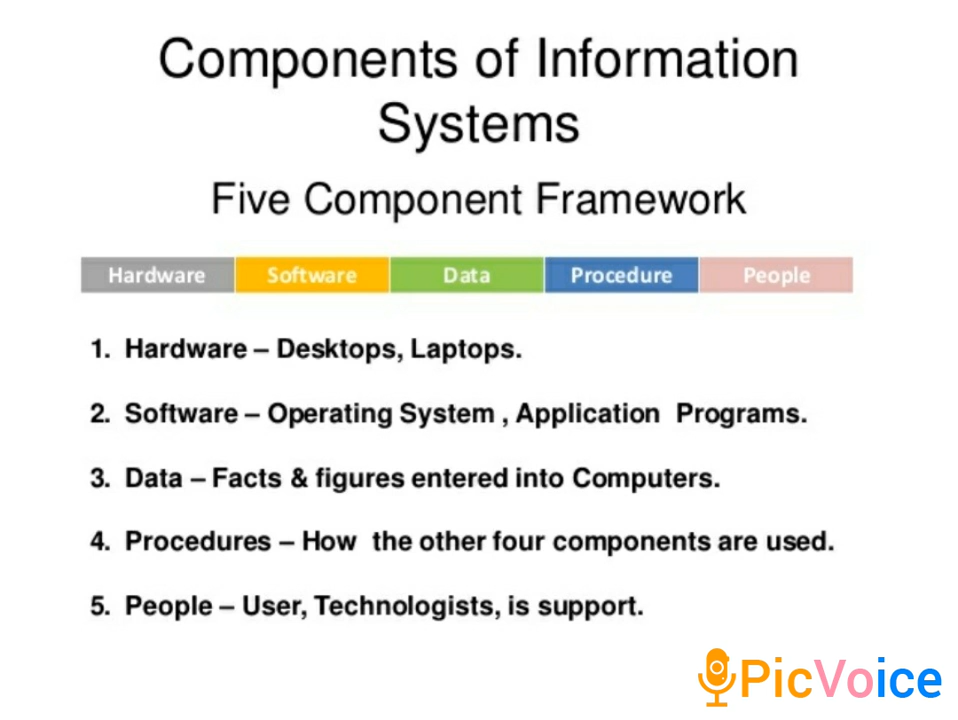 Components of Information
Systems
Five Component Framework
Hardware Software Data Procedure People
1. Hardware – Desktops, Laptops.
2. Software – Operating System , Application Programs.
3. Data – Facts & figures entered into Computers.
4. Procedures – How the other four components are used.
5. People – User, Technologists, is support.
PicVoice